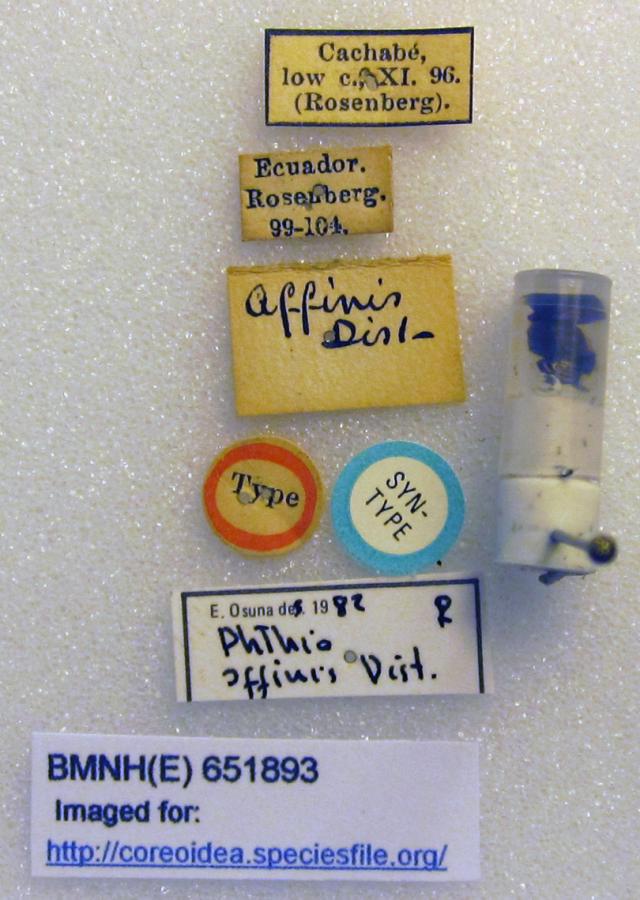 Cachabé,
low c., XI. 96.
(Rosenberg).
Ecuador.
Rosenberg.
99-104.
Affinis
Dist-
Type
SYN-
TYPE
E. Osuna det. 1982 ♀
Phthia
affinis Dist.
BMNH(E) 651893
Imaged for:
http://coreoidea.speciesfile.org/